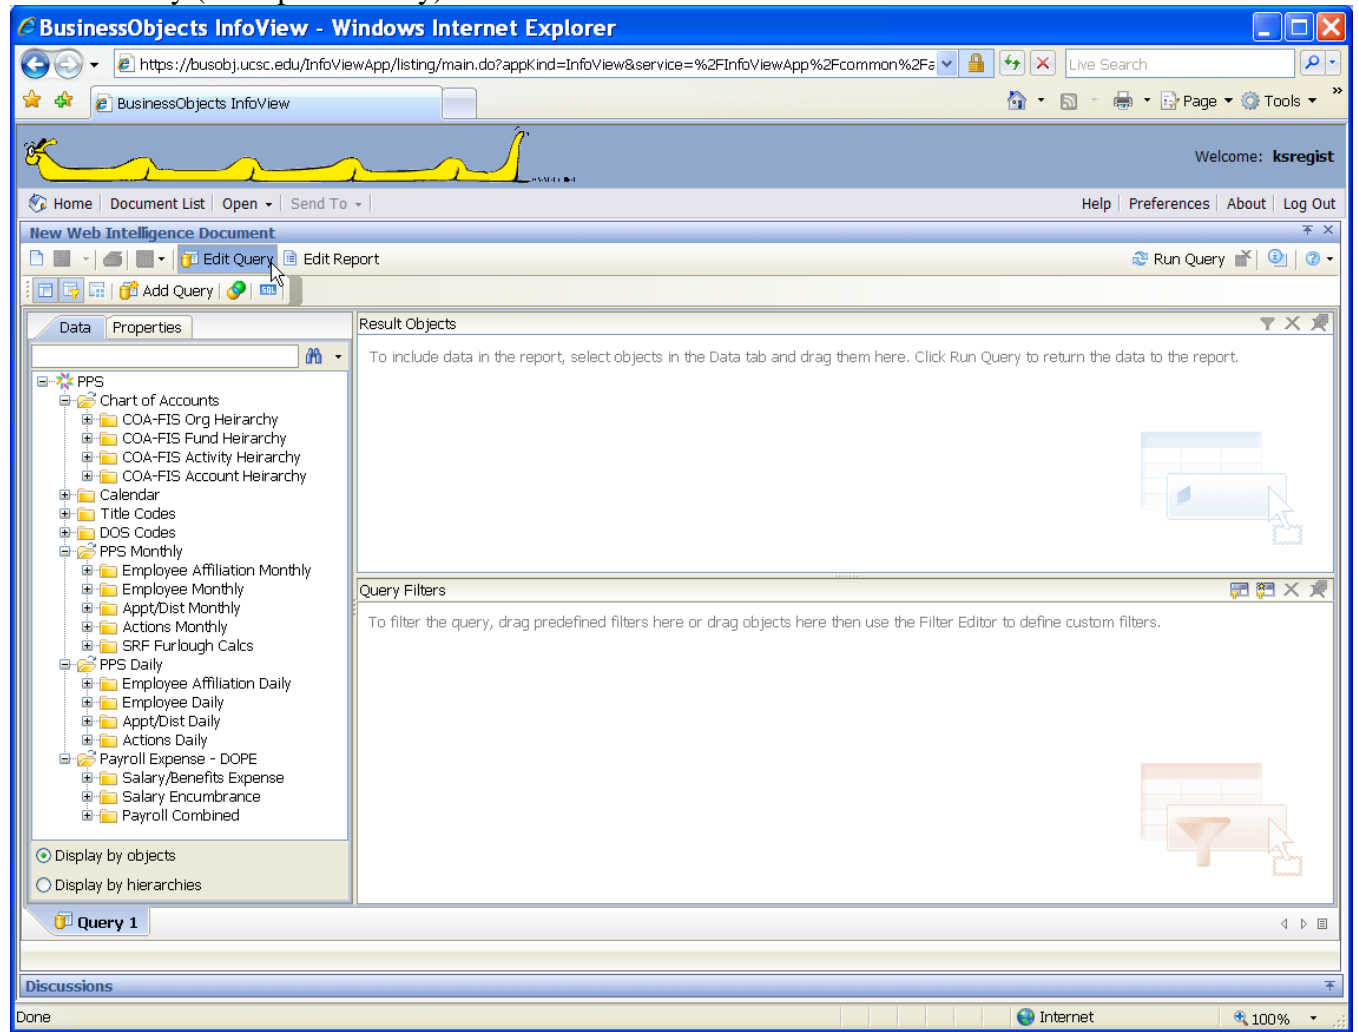 BusinessObjects InfoView - Windows Internet Explorer
https://busobj.ucsc.edu/InfoViewApp/listing/main.do?appKind=InfoView&service=%2FInfoViewApp%2Fcommon%2Fa
Live Search
BusinessObjects InfoView
Page
Tools
Welcome: ksregist
Home | Document List | Open | Send To
Help | Preferences | About | Log Out
New Web Intelligence Document
Edit Query
Edit Report
Run Query
Add Query
SQL
Data
Properties
Result Objects
To include data in the report, select objects in the Data tab and drag them here. Click Run Query to return the data to the report.
PPS
Chart of Accounts
COA-FIS Org Heirarchy
COA-FIS Fund Heirarchy
COA-FIS Activity Heirarchy
COA-FIS Account Heirarchy
Calendar
Title Codes
DOS Codes
PPS Monthly
Employee Affiliation Monthly
Employee Monthly
Appt/Dist Monthly
Actions Monthly
SRF Furlough Calcs
PPS Daily
Employee Affiliation Daily
Employee Daily
Appt/Dist Daily
Actions Daily
Payroll Expense - DOPE
Salary/Benefits Expense
Salary Encumbrance
Payroll Combined
Query Filters
To filter the query, drag predefined filters here or drag objects here then use the Filter Editor to define custom filters.
Display by objects
Display by hierarchies
Query 1
Discussions
Done
Internet
100%